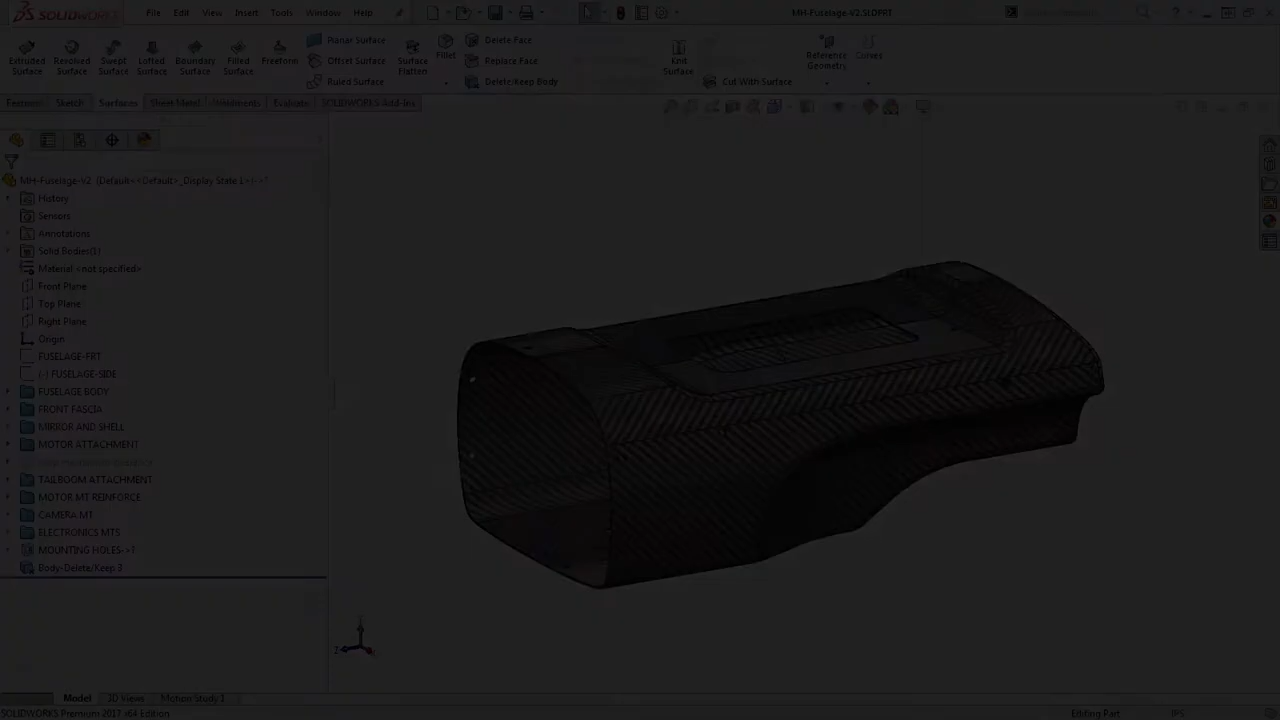 SOLIDWORKS File Edit View Insert Tools Window Help MH-Fuselage-V2.SLDPRT
Extruded Surface
Revolved Surface
Swept Surface
Lofted Surface
Boundary Surface
Filled Surface
Freeform
Planar Surface
Offset Surface
Ruled Surface
Surface Flatten
Fillet
Delete Face
Replace Face
Delete/Keep Body
Exit Surface
Cut With Surface
Reference Geometry
Curves
Features Sketch Surfaces Sheet Metal Weldments Evaluate SOLIDWORKS Add-Ins
MH-Fuselage-V2 (Default<<Default>_Display State 1>)<->
History
Sensors
Annotations
Solid Bodies(1)
Material <not specified>
Front Plane
Top Plane
Right Plane
Origin
FUSELAGE-FRT
(-) FUSELAGE-SIDE
FUSELAGE BODY
FRONT FASCIA
MIRROR AND SHELL
MOTOR ATTACHMENT
TAILBOOM ATTACHMENT
MOTOR MT REINFORCE
CAMERA MT
ELECTRONICS MTS
MOUNTING HOLES->?
Body-Delete/Keep 3
Model 3D Views Motion Study 1
SOLIDWORKS Premium 2017 x64 Edition Editing Part IPS